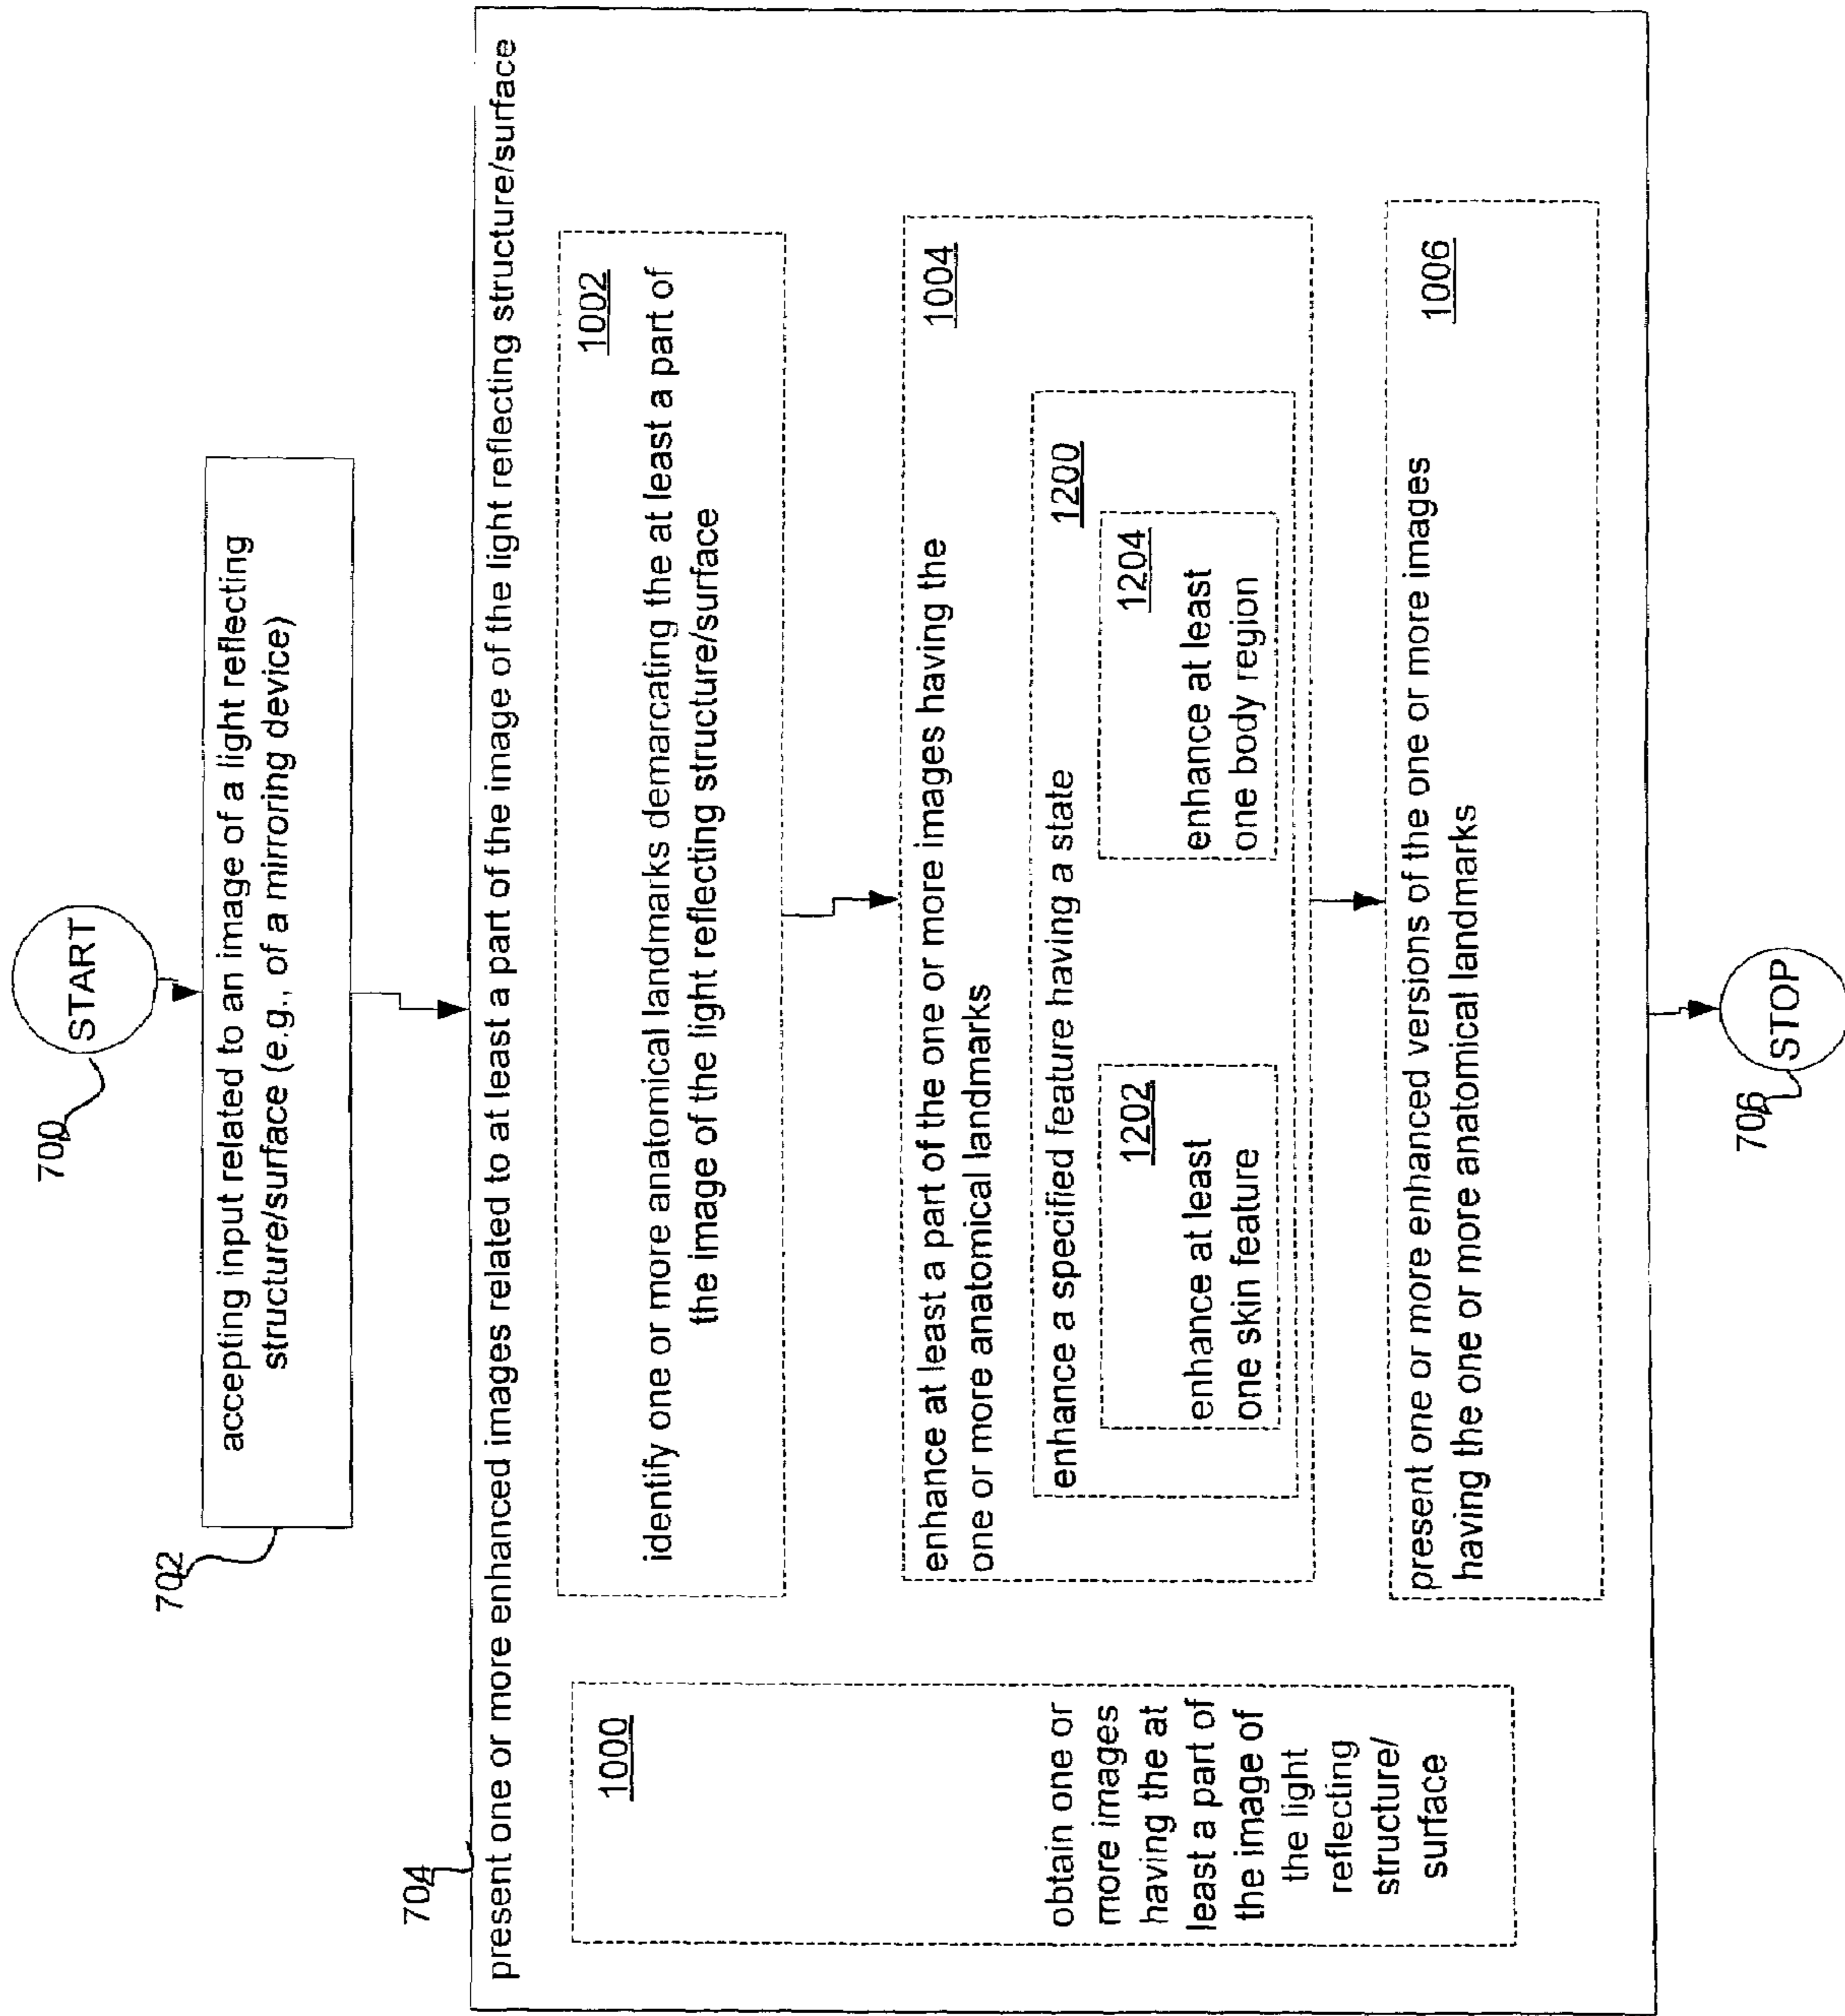 700
START
702
accepting input related to an image of a light reflecting
structure/surface (e.g., of a mirroring device)
704
present one or more enhanced images related to at least a part of the image of the light reflecting structure/surface
1000
obtain one or
more images
having the at
least a part of
the image of
the light
reflecting
structure/
surface
1002
identify one or more anatomical landmarks demarcating the at least a part of
the image of the light reflecting structure/surface
1004
enhance at least a part of the one or more images having the
one or more anatomical landmarks
1200
enhance a specified feature having a state
1202
enhance at least
one skin feature
1204
enhance at least
one body region
1006
present one or more enhanced versions of the one or more images
having the one or more anatomical landmarks
706
STOP